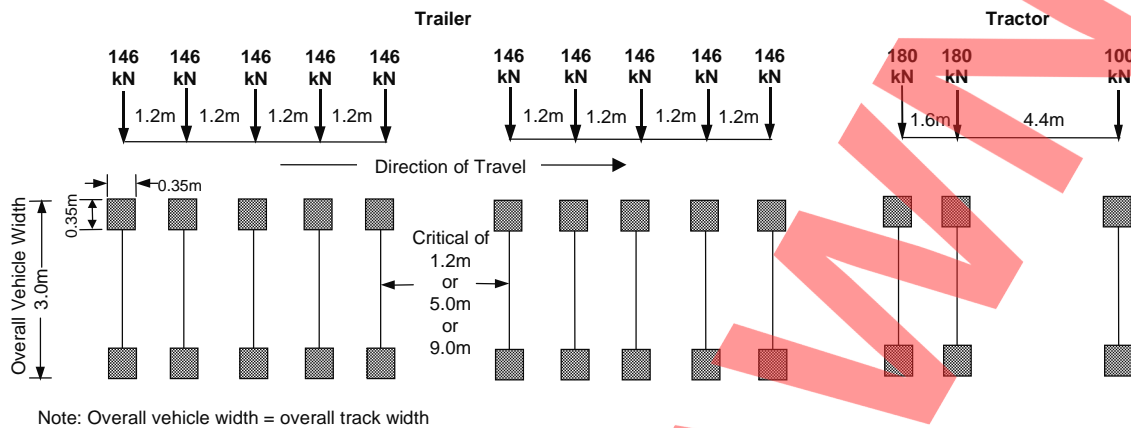 Trailer
Tractor
146 kN 146 kN 146 kN 146 kN 146 kN 146 kN 146 kN 146 kN 146 kN 146 kN 180 kN 180 kN 100 kN
1.2m 1.2m 1.2m 1.2m 1.2m 1.2m 1.2m 1.2m 1.6m 4.4m
Direction of Travel
0.35m
0.35m
Overall Vehicle Width
3.0m
Critical of
1.2m
or
5.0m
or
9.0m
Note: Overall vehicle width = overall track width